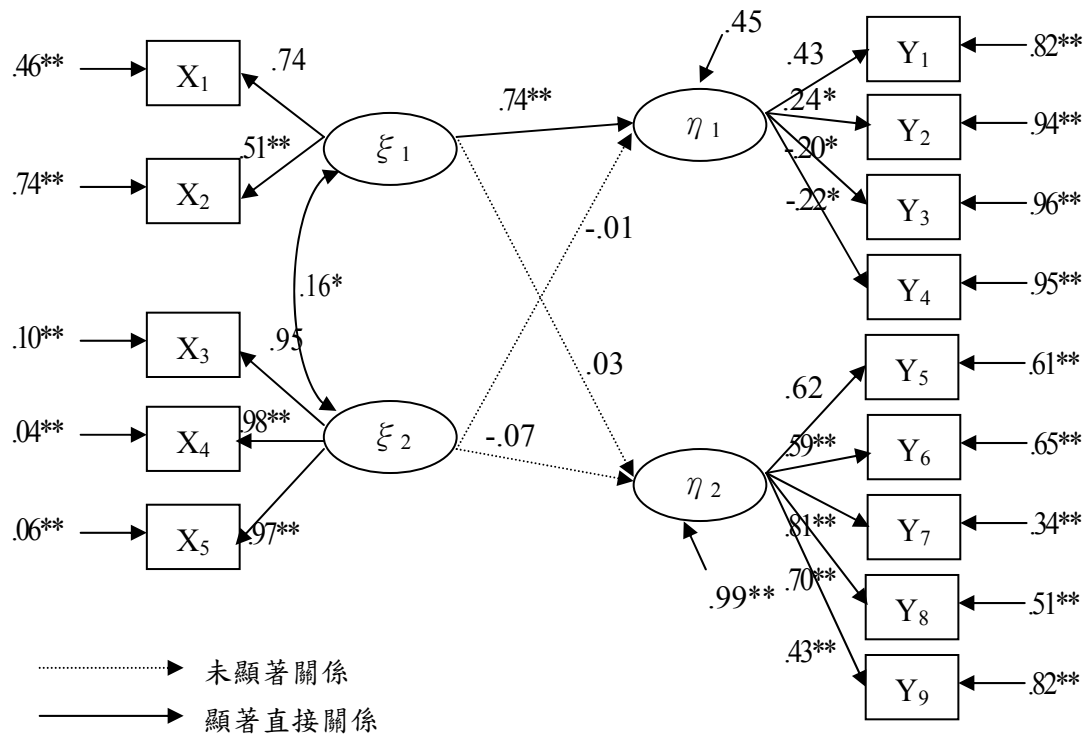 .45
.46**
X1
.74
.43
Y1
.82**
.74**
ξ1
η1
.24*
Y2
.94**
.51**
-.20*
.74**
X2
Y3
.96**
-.22*
-.01
.16*
Y4
.95**
.10**
X3
.95
.03
Y5
.61**
.62
.04**
X4
.98**
ξ2
-.07
.59**
Y6
.65**
η2
.06**
X5
.97**
.81**
Y7
.34**
.70**
.99**
Y8
.51**
.43**
Y9
.82**
未顯著關係
顯著直接關係